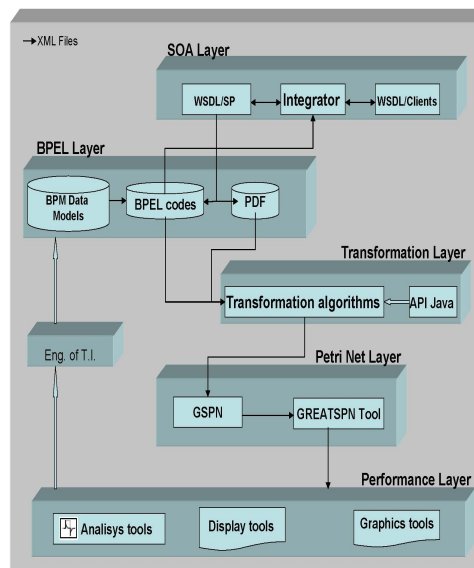 XML Files
SOA Layer
WSDL/SP
Integrator
WSDL/Clients
BPEL Layer
BPM Data
Models
BPEL codes
PDF
Transformation Layer
Transformation algorithms
API Java
Eng. of T.I.
Petri Net Layer
GSPN
GREATSPN Tool
Performance Layer
Analisys tools
Display tools
Graphics tools